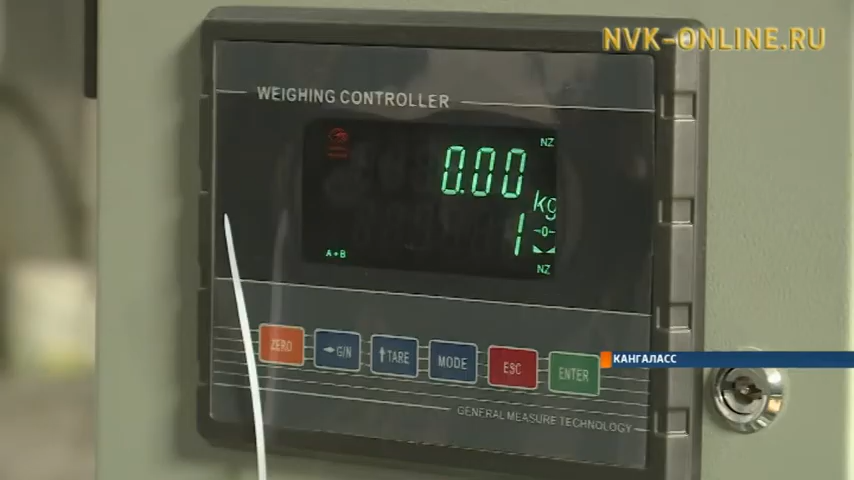 NVK-ONLINE.RU
WEIGHING CONTROLLER
NZ
0.00
kg
1
-0-
A+B
NZ
ZERO
G/N
TARE
MODE
ESC
ENTER
КАНГАЛАСС
GENERAL MEASURE TECHNOLOGY